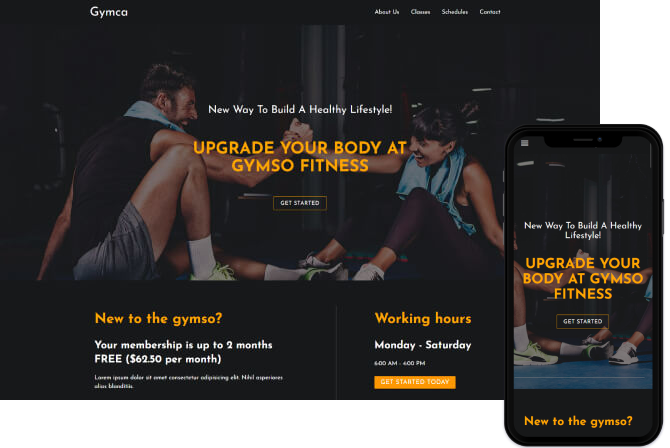 Gymca
About Us Classes Schedules Contact
New Way To Build A Healthy Lifestyle!
UPGRADE YOUR BODY AT
GYMSO FITNESS
GET STARTED
New to the gymso?
Your membership is up to 2 months
FREE ($62.50 per month)
Lorem ipsum dolor sit amet consectetur adipisicing elit. Nihil asperiores
alias blanditiis.
Working hours
Monday - Saturday
6:00 AM - 4:00 PM
GET STARTED TODAY
New Way To Build A Healthy
Lifestyle!
UPGRADE YOUR
BODY AT GYMSO
FITNESS
GET STARTED
New to the gymso?